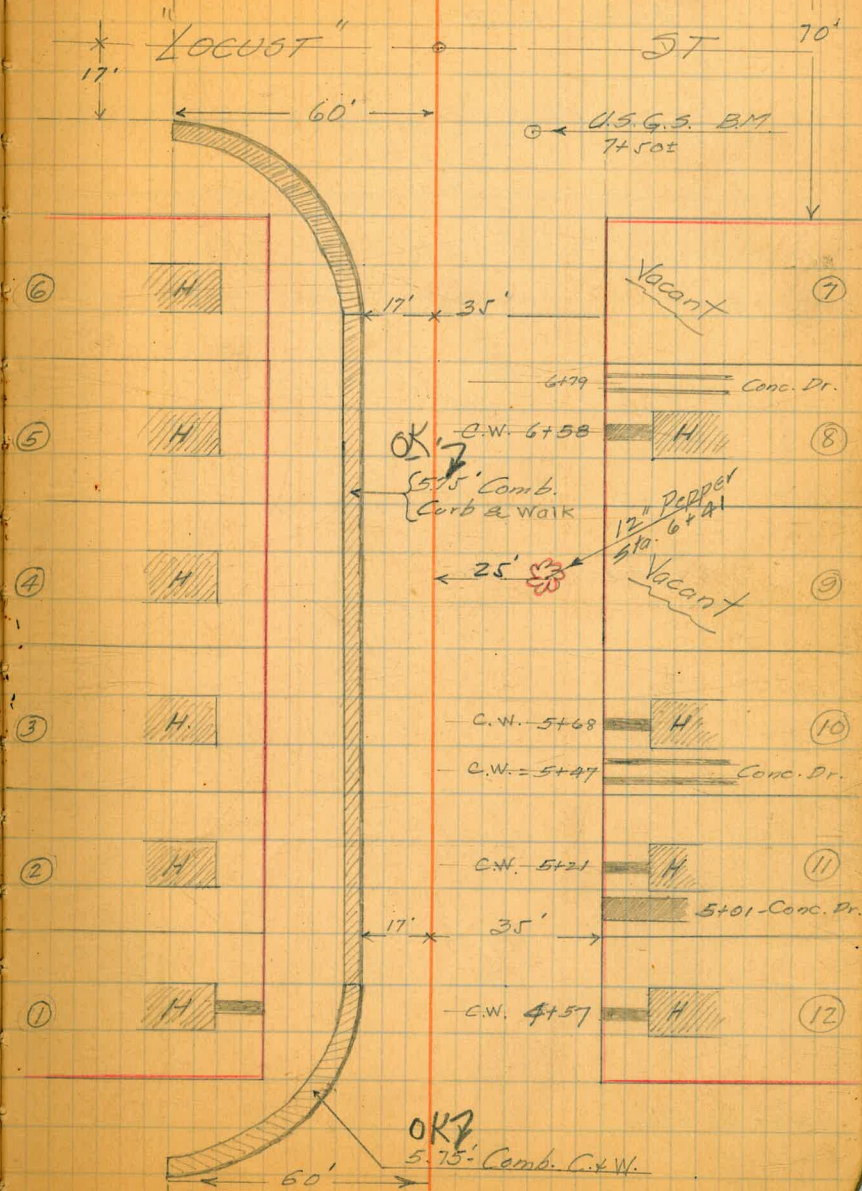 "LOCUST" ST 70'
17'
60'
U.S.G.S. B.M.
7+50±
6 H Vacant 7
17' 35'
6+79 Conc. Dr.
5 H C.W. 6+58 H 8
OK
5.75' Comb.
Curb & Walk
12" Pepper
Sta. 6+41
4 H 25' Vacant 9
3 H. C.W. 5+68 H 10
C.W. = 5+47 Conc. Dr.
2 H C.W. 5+21 H 11
5+01-Conc. Dr.
17' 35'
1 H C.W. 4+57 H 12
OK
5.75'- Comb. C.&W.
60'